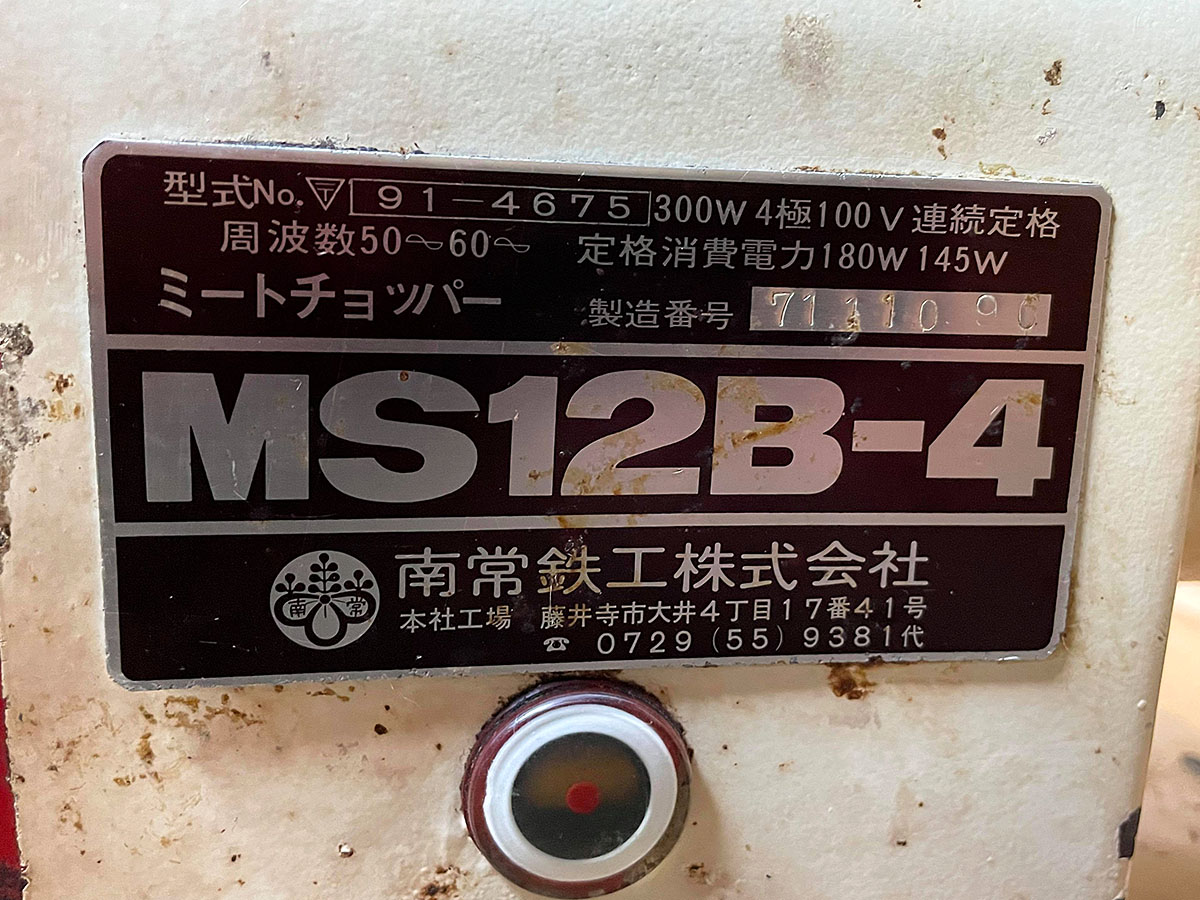 型式No. 〒 91-4675 300W 4極100V 連続定格
周波数50～60～ 定格消費電力180W 145W
ミートチョッパー 製造番号 711109C
MS12B-4
南常
南常鉄工株式会社
本社工場 藤井寺市大井4丁目17番41号
☎ 0729(55)9381代